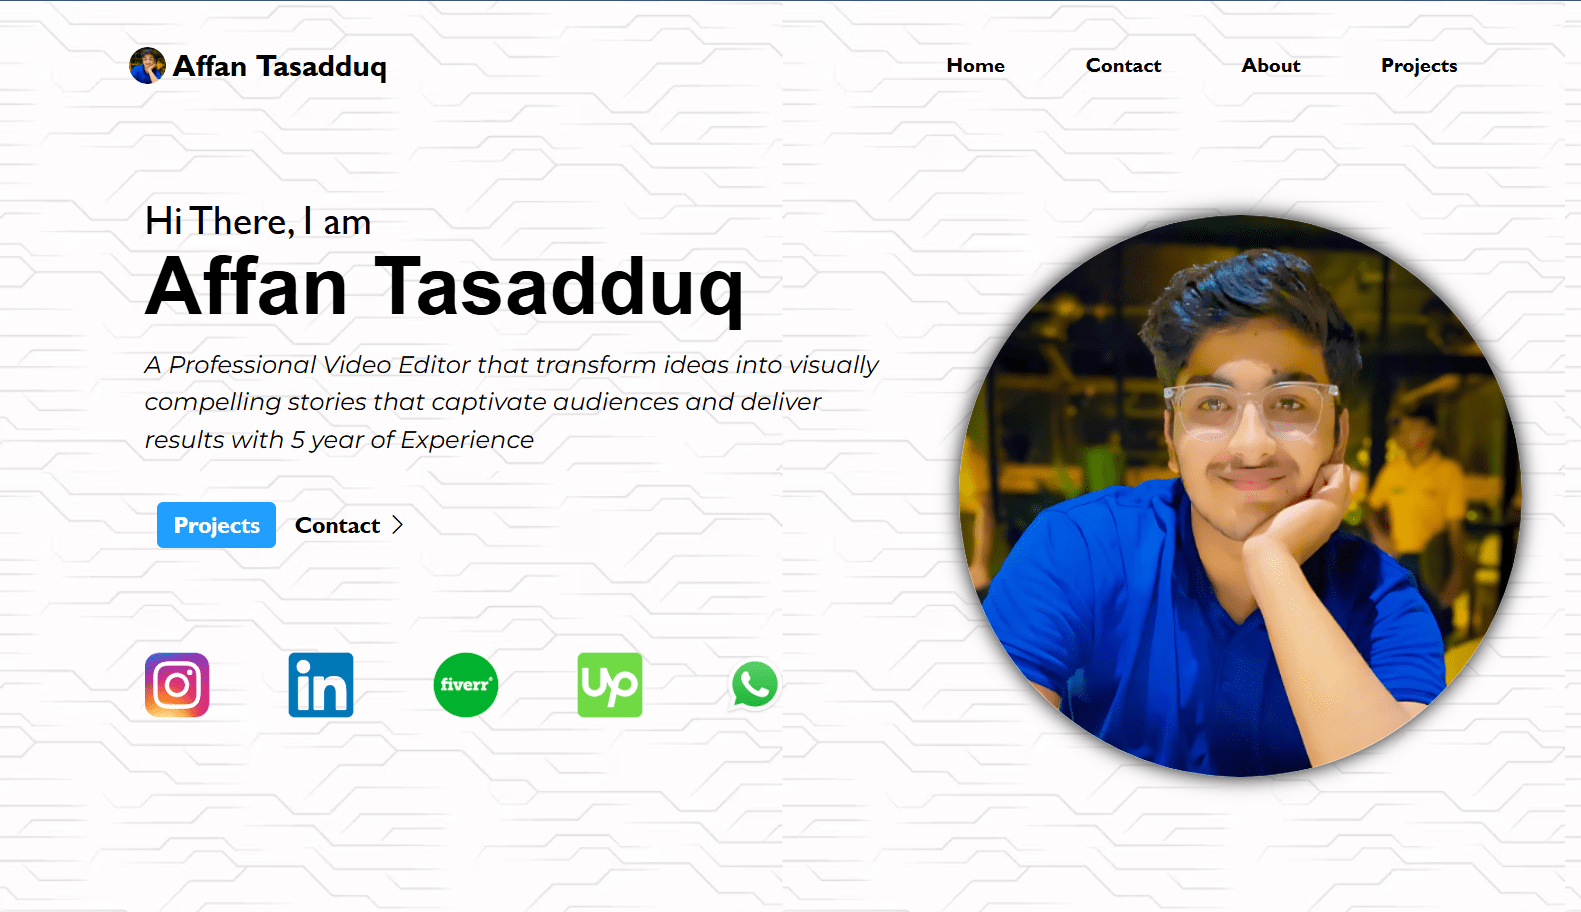 Affan Tasadduq
Home Contact About Projects
Hi There, I am
Affan Tasadduq
A Professional Video Editor that transform ideas into visually
compelling stories that captivate audiences and deliver
results with 5 year of Experience
Projects Contact
in fiverr Up